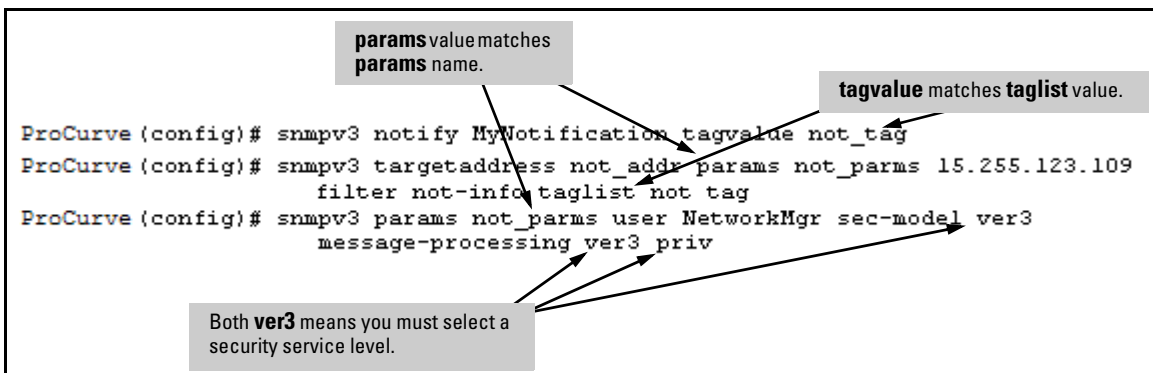 params value matches
params name.
tagvalue matches taglist value.
ProCurve (config)# snmpv3 notify MyNotification tagvalue not_tag
ProCurve (config)# snmpv3 targetaddress not_addr params not_parms 15.255.123.109
filter not-info taglist not tag
ProCurve (config)# snmpv3 params not_parms user NetworkMgr sec-model ver3
message-processing ver3 priv
Both ver3 means you must select a
security service level.